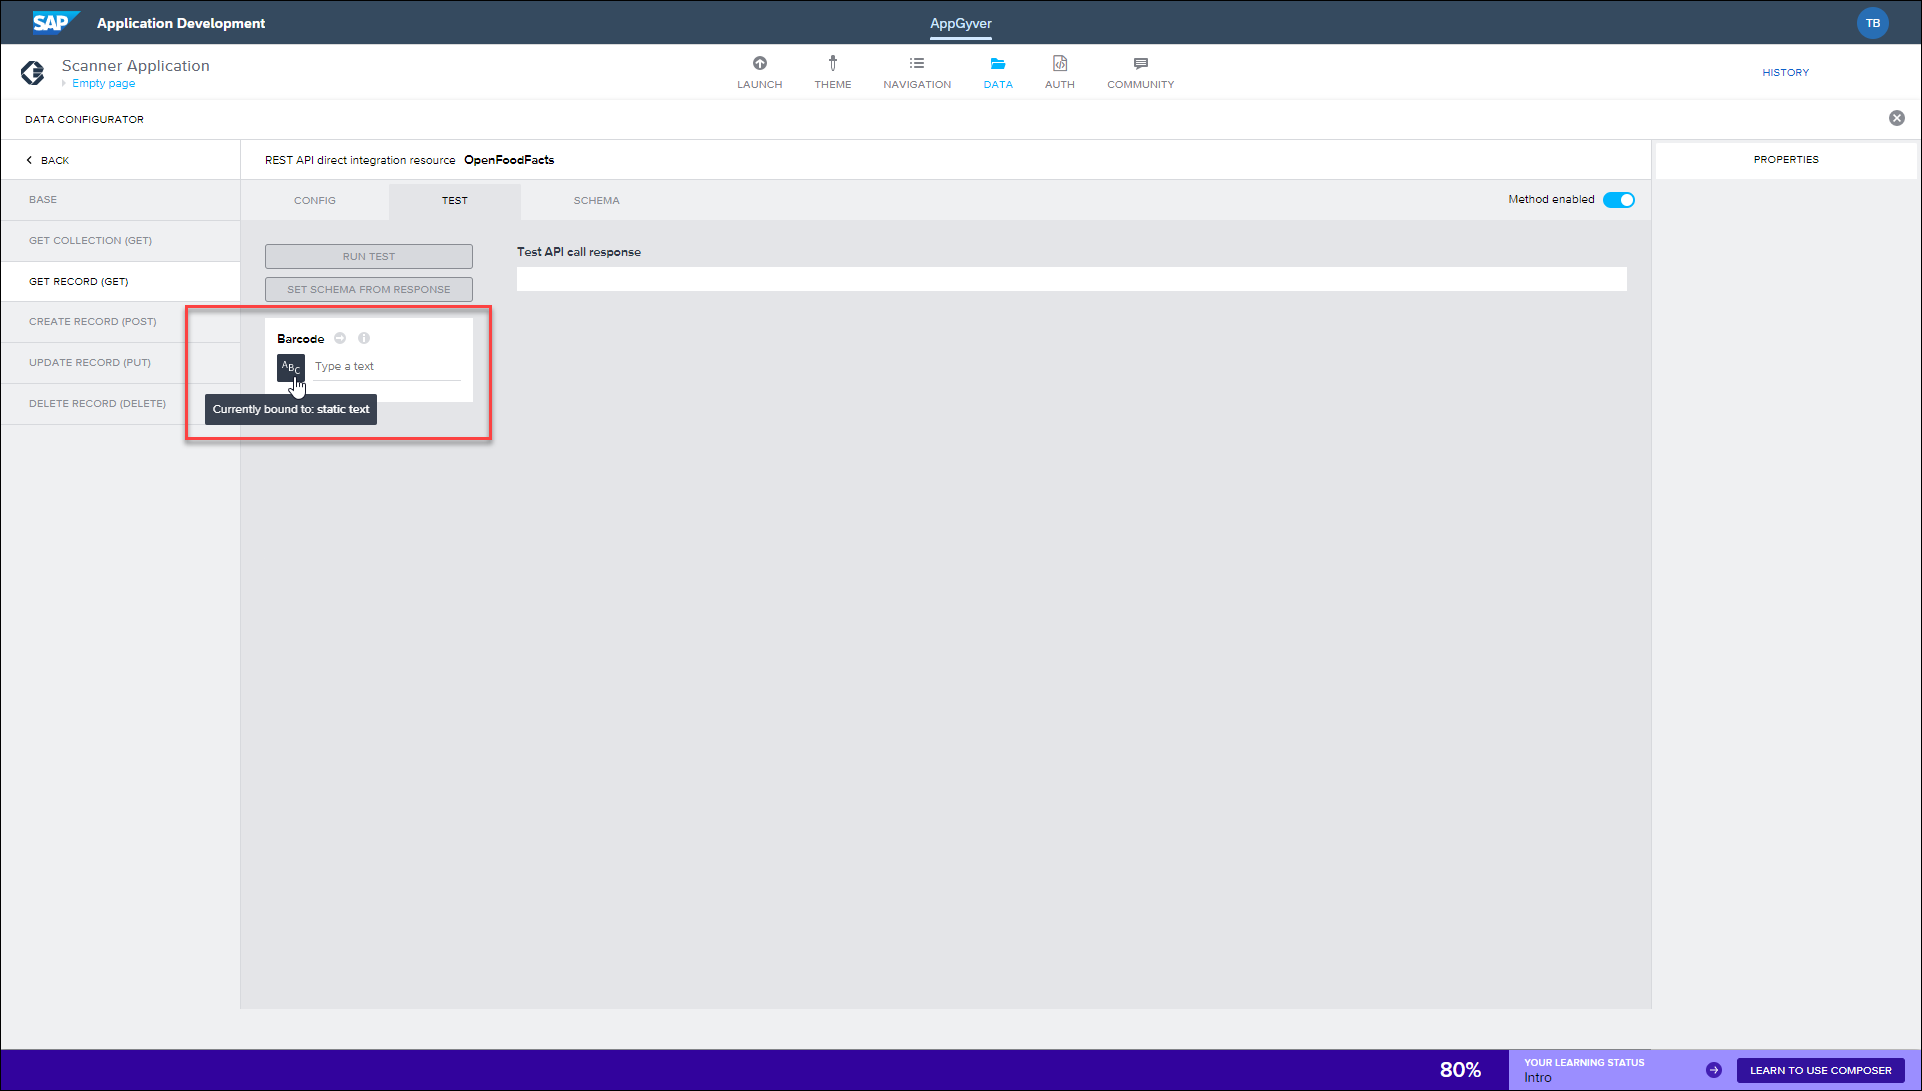 SAP Application Development
AppGyver
TB
Scanner Application
Empty page
LAUNCH
THEME
NAVIGATION
DATA
AUTH
COMMUNITY
HISTORY
DATA CONFIGURATOR
BACK
REST API direct integration resource OpenFoodFacts
PROPERTIES
BASE
CONFIG
TEST
SCHEMA
Method enabled
GET COLLECTION (GET)
GET RECORD (GET)
CREATE RECORD (POST)
UPDATE RECORD (PUT)
DELETE RECORD (DELETE)
RUN TEST
SET SCHEMA FROM RESPONSE
Test API call response
Barcode
ABC
Type a text
Currently bound to: static text
80%
YOUR LEARNING STATUS
Intro
LEARN TO USE COMPOSER